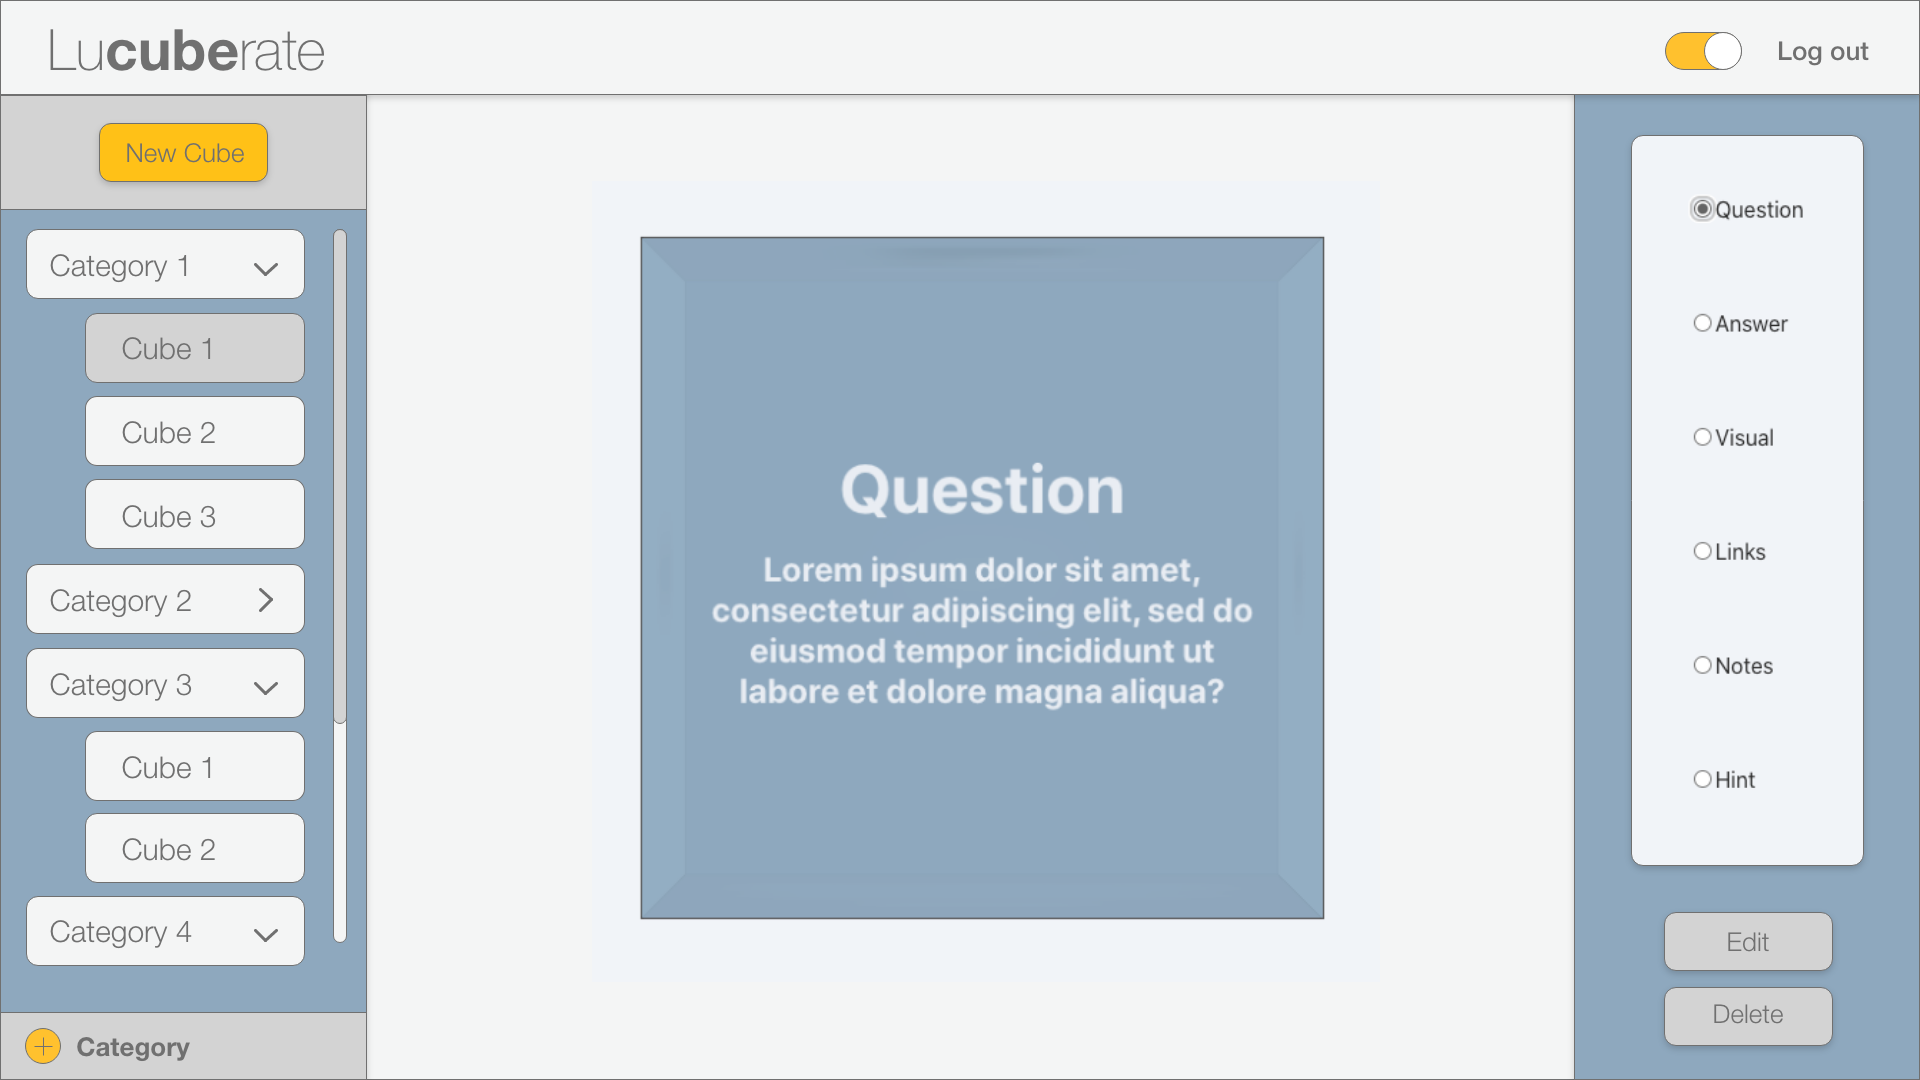 Lucuberate
Log out
New Cube
Category 1
Cube 1
Cube 2
Cube 3
Category 2
Category 3
Cube 1
Cube 2
Category 4
Category
Question
Lorem ipsum dolor sit amet,
consectetur adipiscing elit, sed do
eiusmod tempor incididunt ut
labore et dolore magna aliqua?
Question
Answer
Visual
Links
Notes
Hint
Edit
Delete